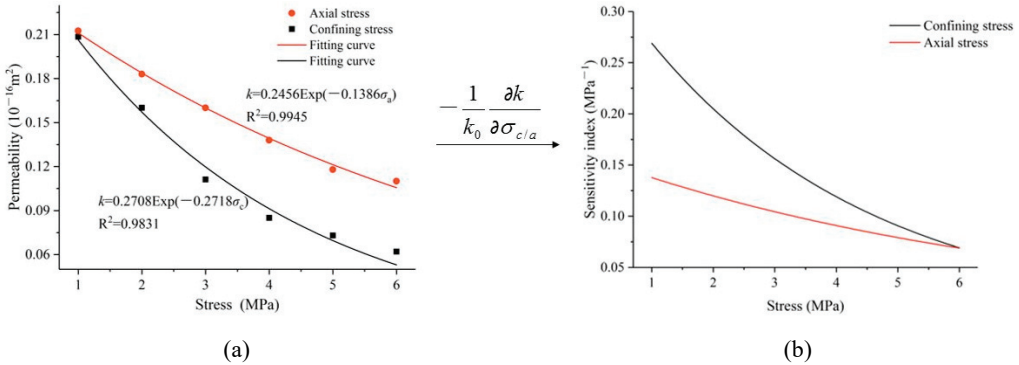 Axial stress
Confining stress
Fitting curve
Fitting curve
k=0.2456Exp(−0.1386σa)
R²=0.9945
k=0.2708Exp(−0.2718σc)
R²=0.9831
Permeability (10−16m2)
0.21
0.18
0.15
0.12
0.09
0.06
1 2 3 4 5 6
Stress (MPa)
(a)
−1/k0 ∂k/∂σc/a
Confining stress
Axial stress
Sensitivity index (MPa−1)
0.30
0.25
0.20
0.15
0.10
0.05
1 2 3 4 5 6
Stress (MPa)
(b)